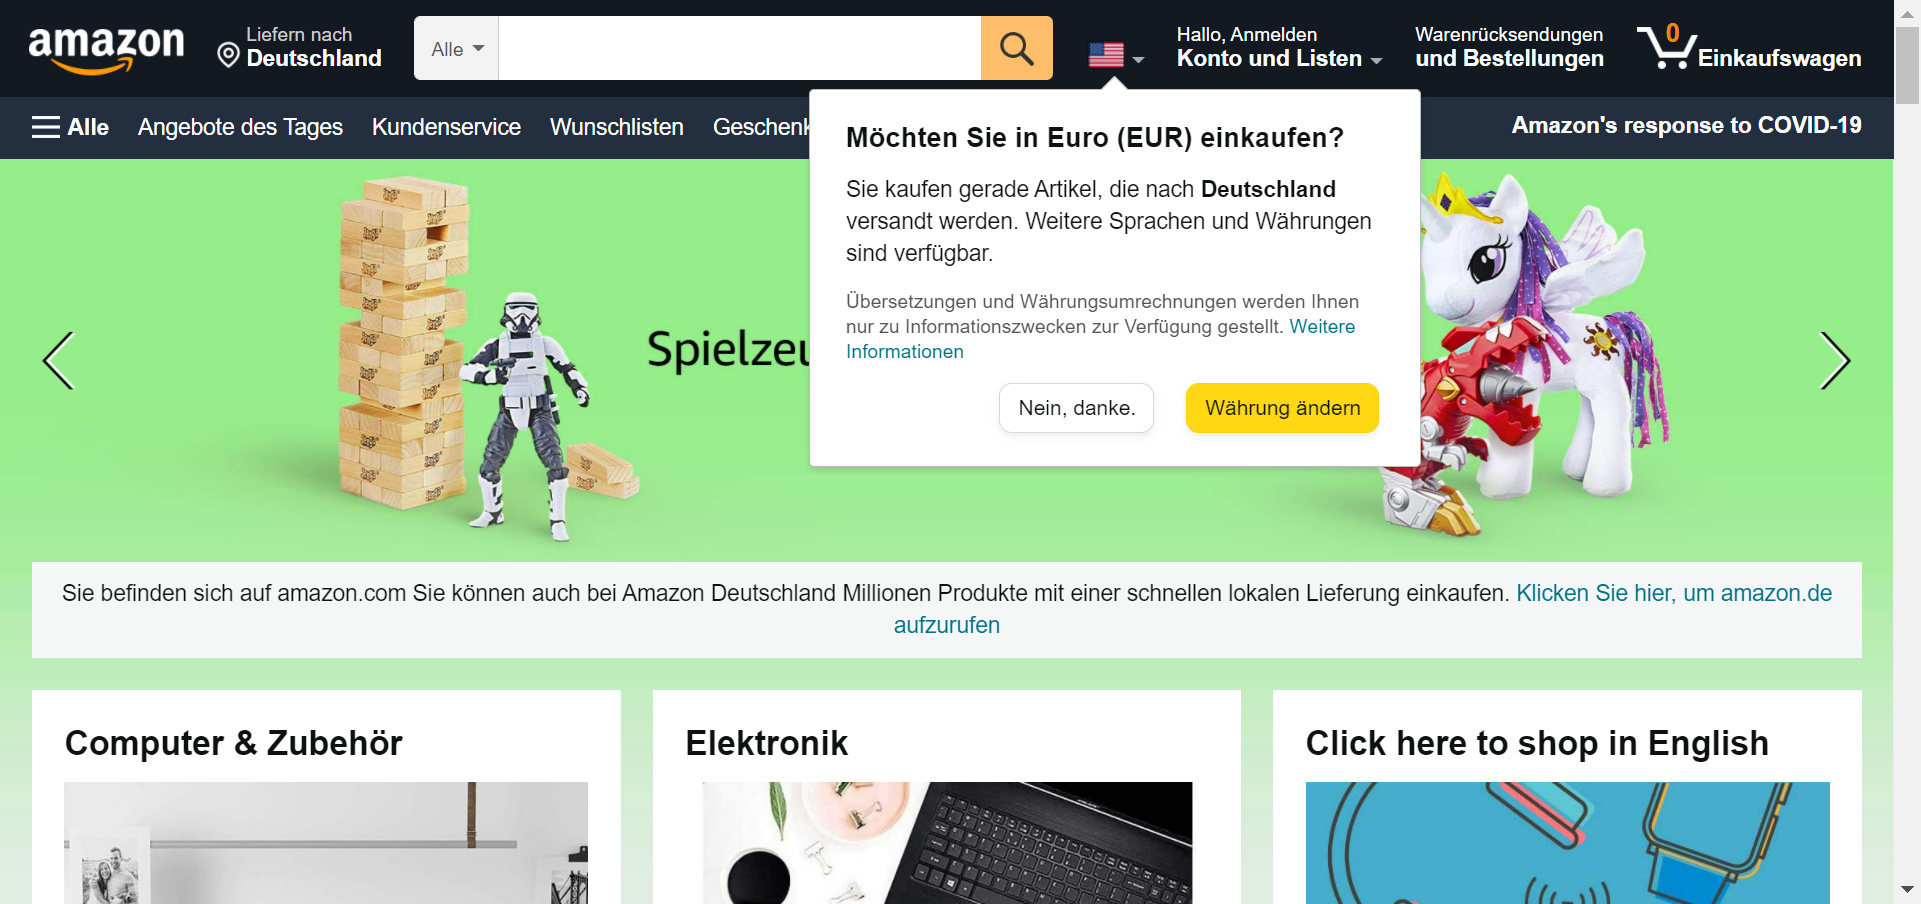 amazon
Liefern nach
Deutschland
Alle
Hallo, Anmelden
Konto und Listen
Warenrücksendungen
und Bestellungen
0
Einkaufswagen
Alle
Angebote des Tages
Kundenservice
Wunschlisten
Geschenk
Amazon's response to COVID-19
Möchten Sie in Euro (EUR) einkaufen?
Sie kaufen gerade Artikel, die nach Deutschland
versandt werden. Weitere Sprachen und Währungen
sind verfügbar.
Übersetzungen und Währungsumrechnungen werden Ihnen
nur zu Informationszwecken zur Verfügung gestellt. Weitere
Informationen
Nein, danke.
Währung ändern
Spielzeu
Sie befinden sich auf amazon.com Sie können auch bei Amazon Deutschland Millionen Produkte mit einer schnellen lokalen Lieferung einkaufen. Klicken Sie hier, um amazon.de
aufzurufen
Computer & Zubehör
Elektronik
Click here to shop in English